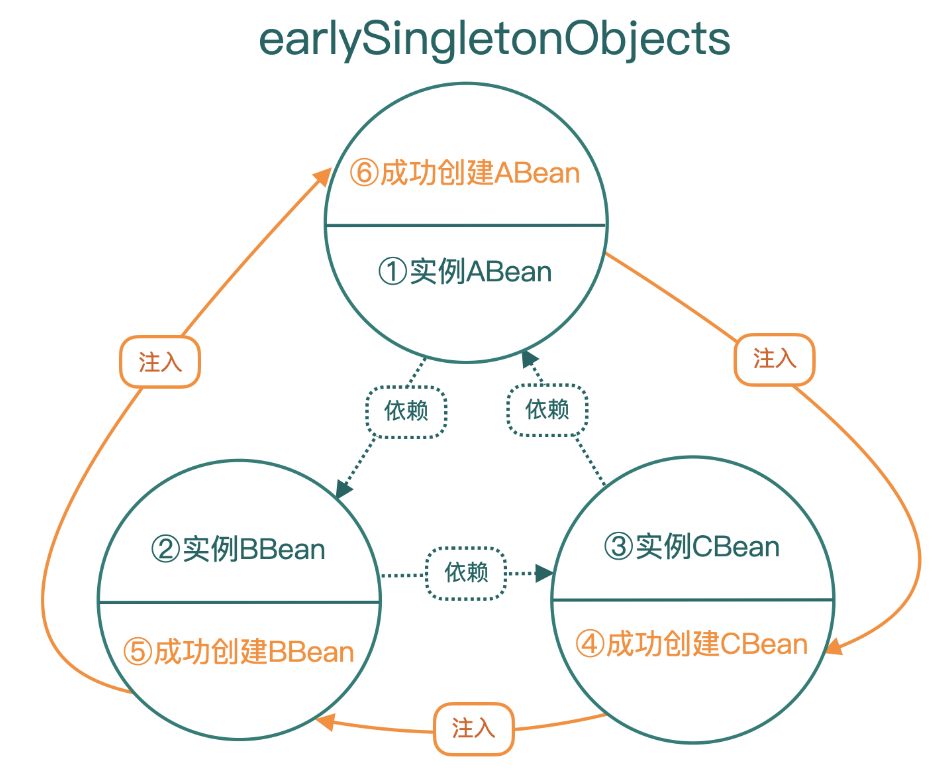 earlySingletonObjects
⑥成功创建ABean
①实例ABean
注入
注入
依赖
依赖
②实例BBean
③实例CBean
依赖
⑤成功创建BBean
④成功创建CBean
注入